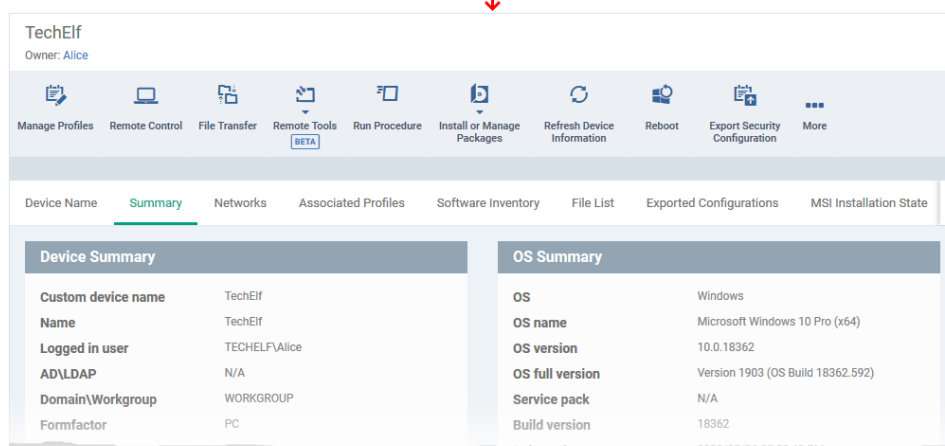 TechElf
Owner: Alice
Manage Profiles
Remote Control
File Transfer
Remote Tools
BETA
Run Procedure
Install or Manage
Packages
Refresh Device
Information
Reboot
Export Security
Configuration
More
Device Name
Summary
Networks
Associated Profiles
Software Inventory
File List
Exported Configurations
MSI Installation State
Device Summary
Custom device name TechElf
Name TechElf
Logged in user TECHELF\Alice
AD\LDAP N/A
Domain\Workgroup WORKGROUP
Formfactor PC
OS Summary
OS Windows
OS name Microsoft Windows 10 Pro (x64)
OS version 10.0.18362
OS full version Version 1903 (OS Build 18362.592)
Service pack N/A
Build version 18362